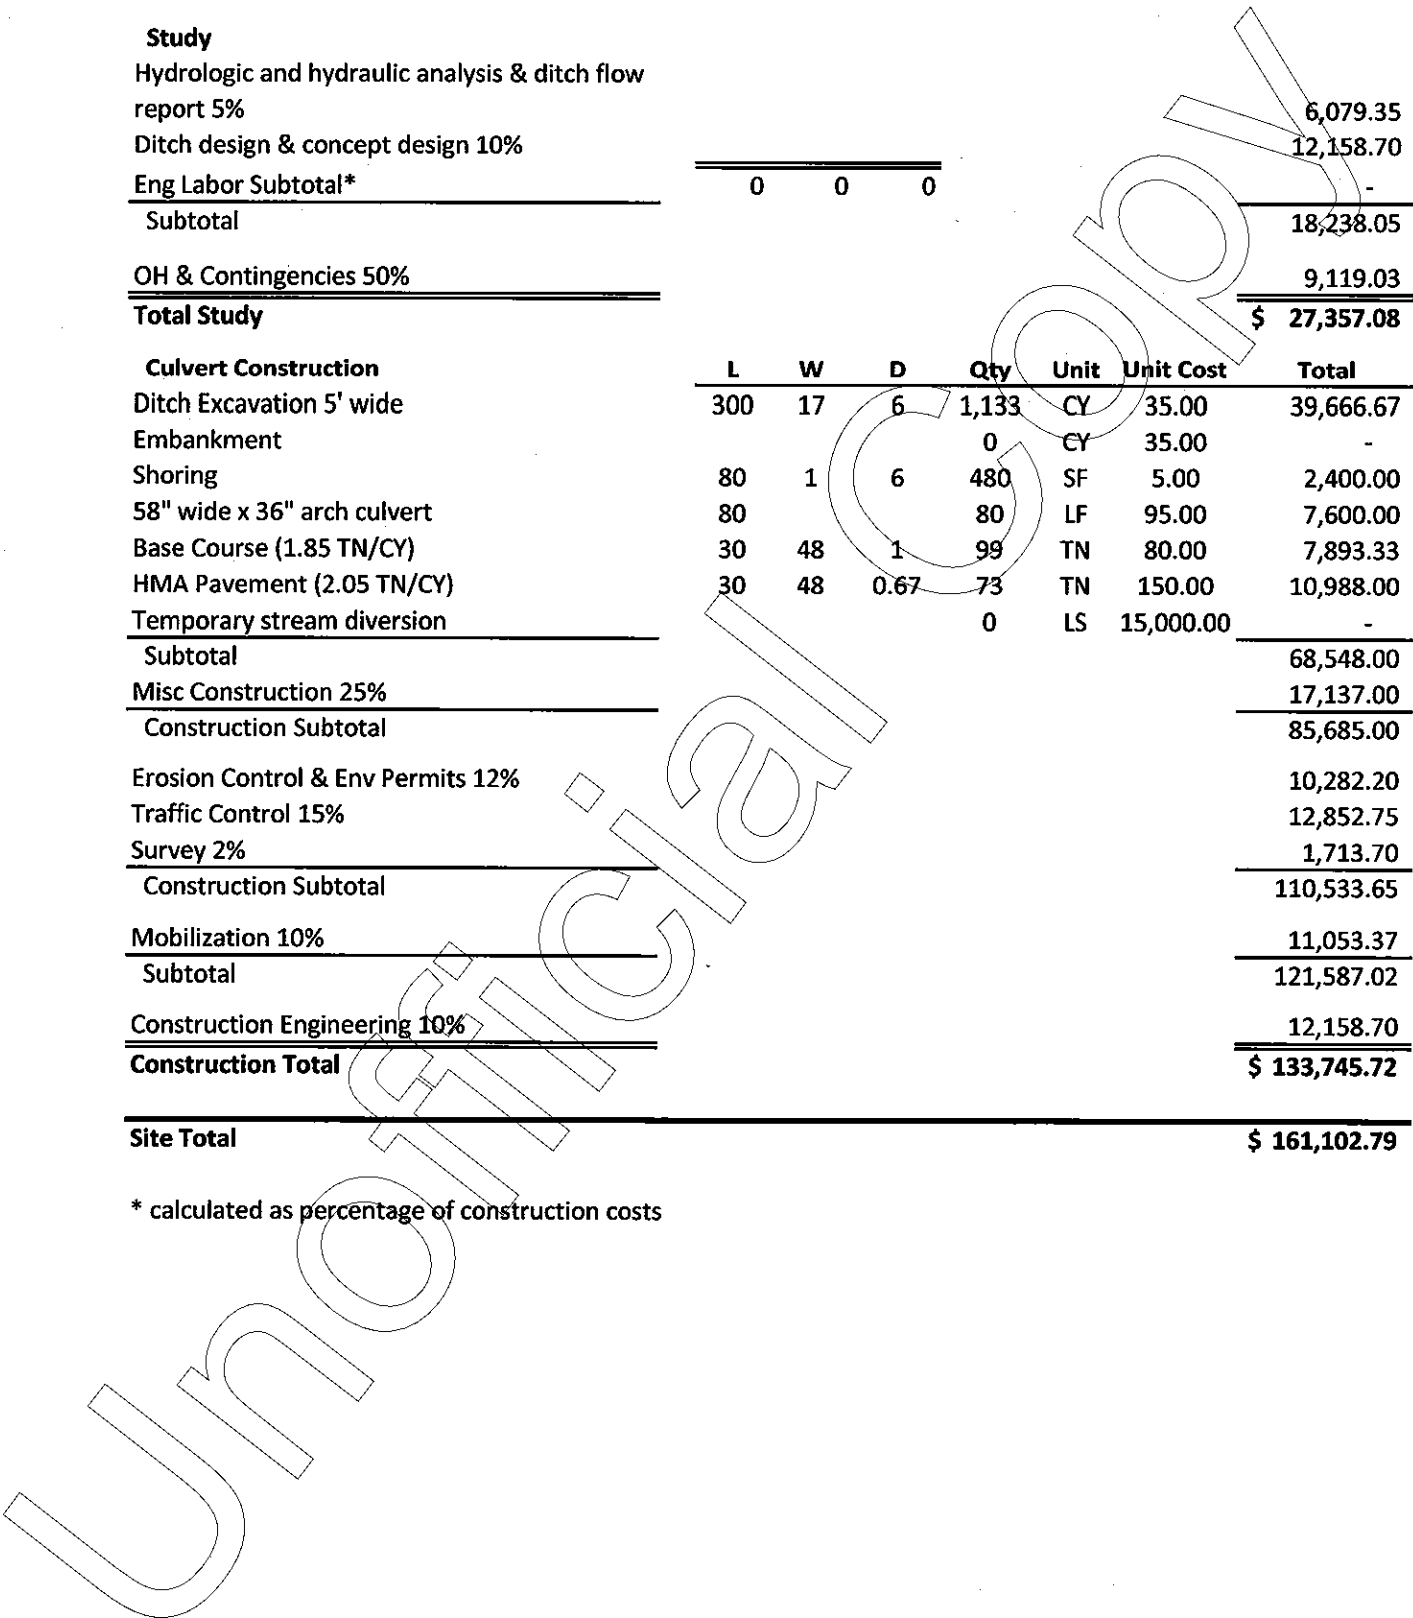 Study
Hydrologic and hydraulic analysis & ditch flow
report 5% 6,079.35
Ditch design & concept design 10% 12,158.70
Eng Labor Subtotal* 0 0 0 -
Subtotal 18,238.05
OH & Contingencies 50% 9,119.03
Total Study $ 27,357.08
Culvert Construction L W D Qty Unit Unit Cost Total
Ditch Excavation 5' wide 300 17 6 1,133 CY 35.00 39,666.67
Embankment 0 CY 35.00 -
Shoring 80 1 6 480 SF 5.00 2,400.00
58" wide x 36" arch culvert 80 80 LF 95.00 7,600.00
Base Course (1.85 TN/CY) 30 48 1 99 TN 80.00 7,893.33
HMA Pavement (2.05 TN/CY) 30 48 0.67 73 TN 150.00 10,988.00
Temporary stream diversion 0 LS 15,000.00 -
Subtotal 68,548.00
Misc Construction 25% 17,137.00
Construction Subtotal 85,685.00
Erosion Control & Env Permits 12% 10,282.20
Traffic Control 15% 12,852.75
Survey 2% 1,713.70
Construction Subtotal 110,533.65
Mobilization 10% 11,053.37
Subtotal 121,587.02
Construction Engineering 10% 12,158.70
Construction Total $ 133,745.72
Site Total $ 161,102.79
* calculated as percentage of construction costs
Unofficial Copy